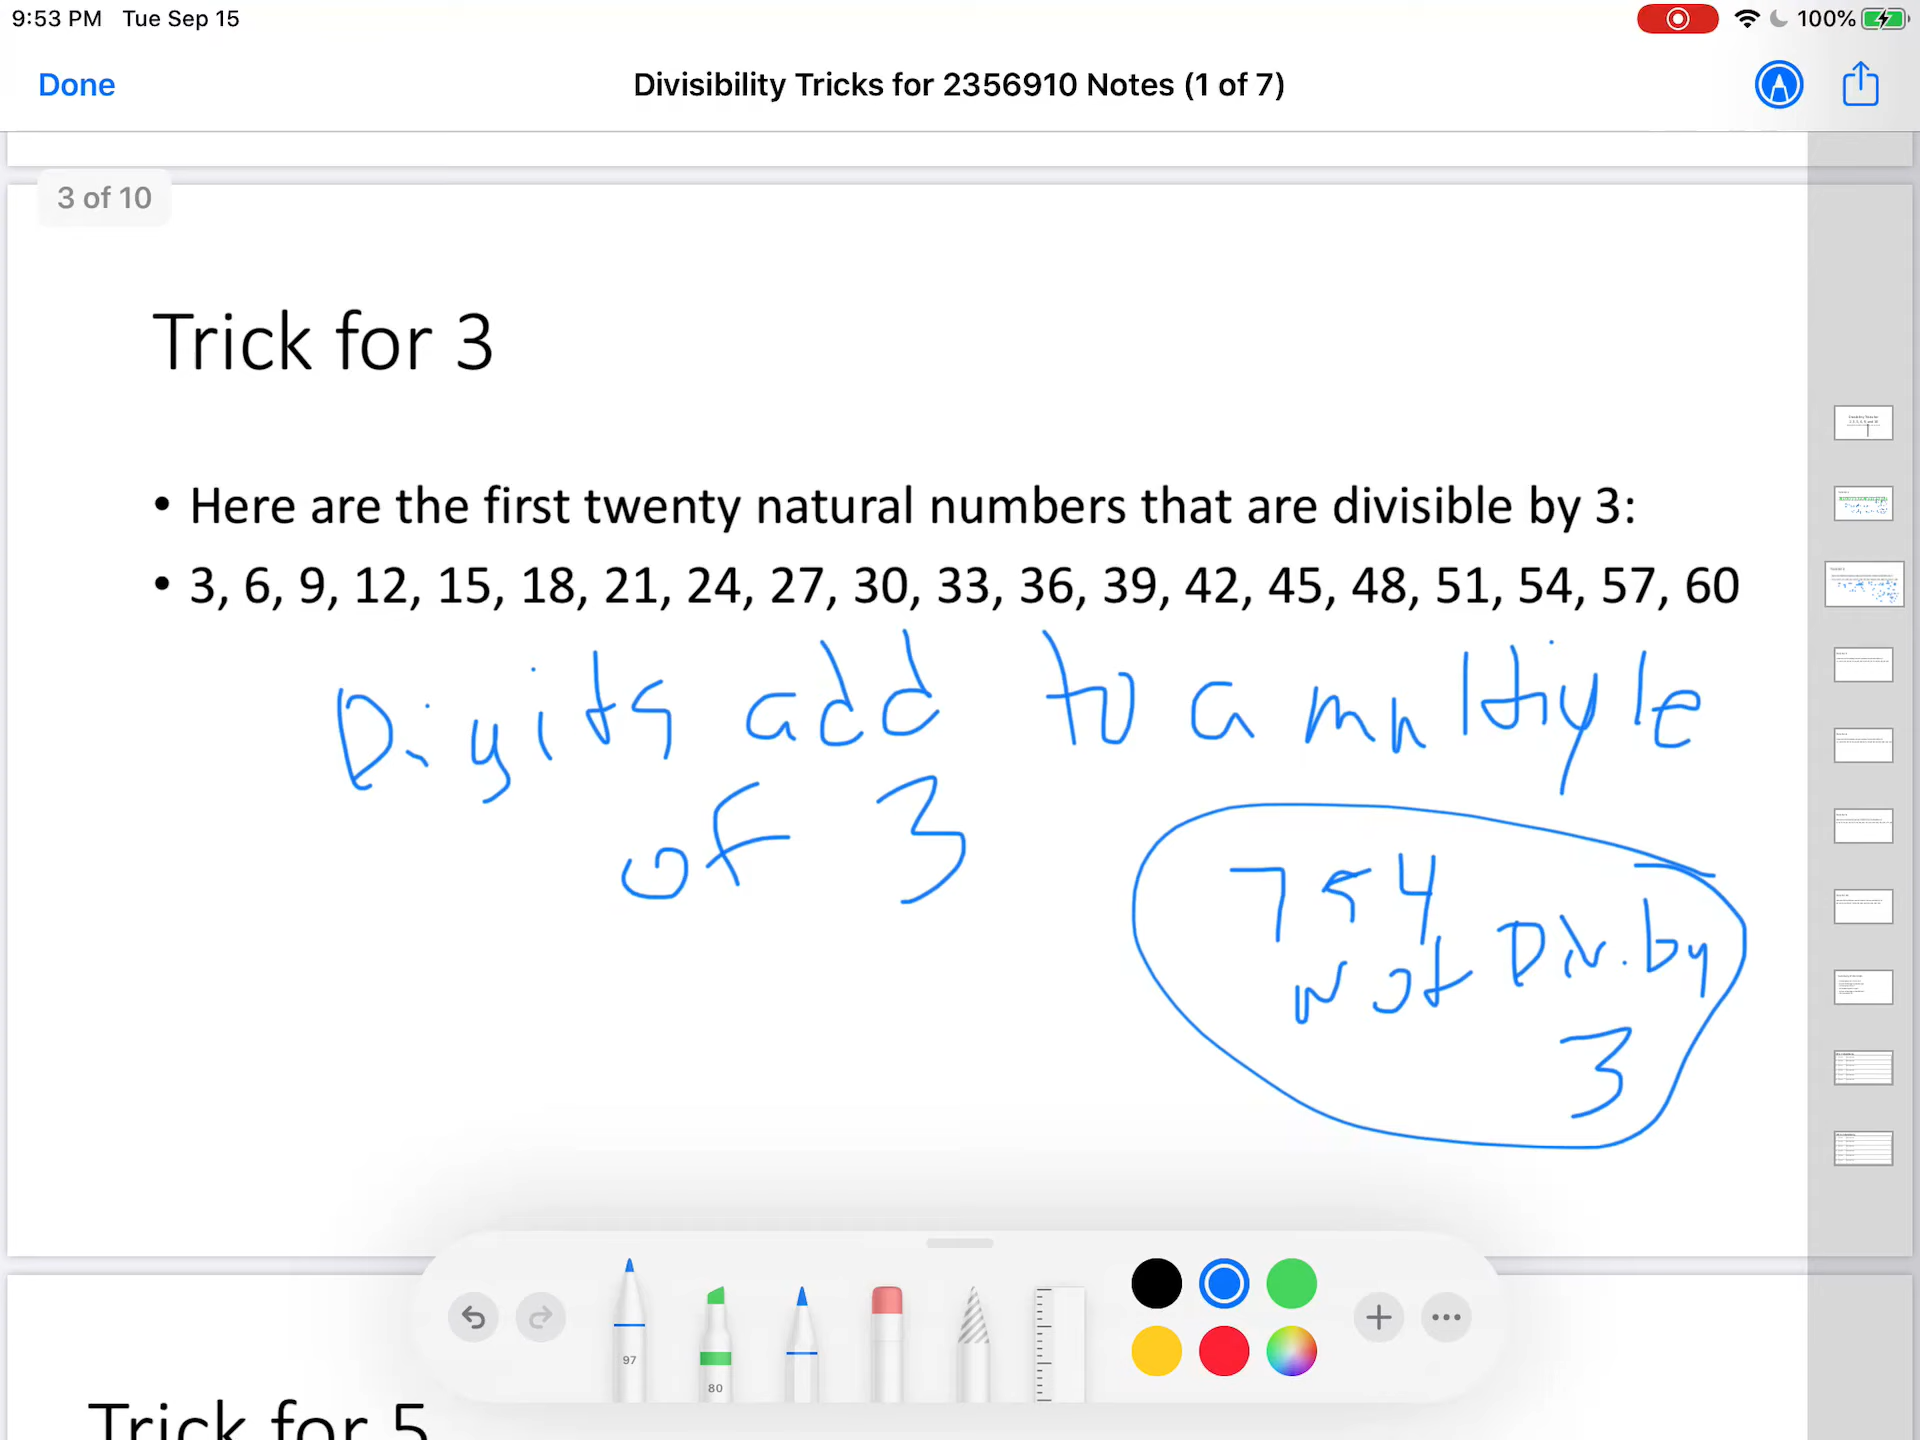 9:53 PM Tue Sep 15
100%
Done
Divisibility Tricks for 2356910 Notes (1 of 7)
3 of 10
Trick for 3
• Here are the first twenty natural numbers that are divisible by 3:
• 3, 6, 9, 12, 15, 18, 21, 24, 27, 30, 33, 36, 39, 42, 45, 48, 51, 54, 57, 60
Digits add to a multiple
of 3
754
Not Div. by
3
97
80
Trick for 5